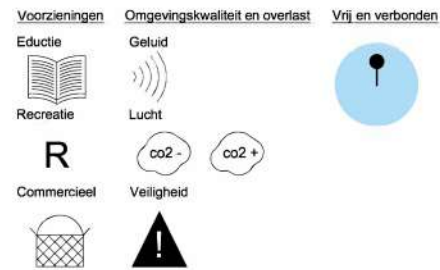 Voorzieningen
Eductie
Recreatie
R
Commercieel
Omgevingskwaliteit en overlast
Geluid
Lucht
co2 -
co2 +
Veiligheid
!
Vrij en verbonden